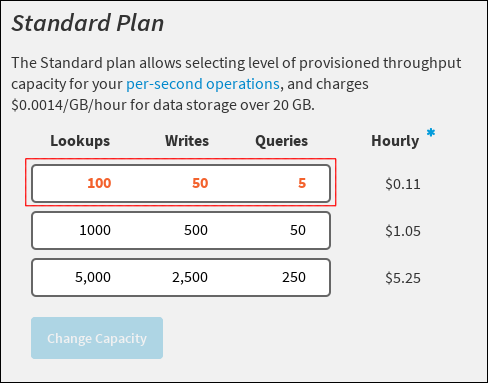 Standard Plan
The Standard plan allows selecting level of provisioned throughput
capacity for your per-second operations, and charges
$0.0014/GB/hour for data storage over 20 GB.
Lookups Writes Queries Hourly *
100 50 5 $0.11
1000 500 50 $1.05
5,000 2,500 250 $5.25
Change Capacity